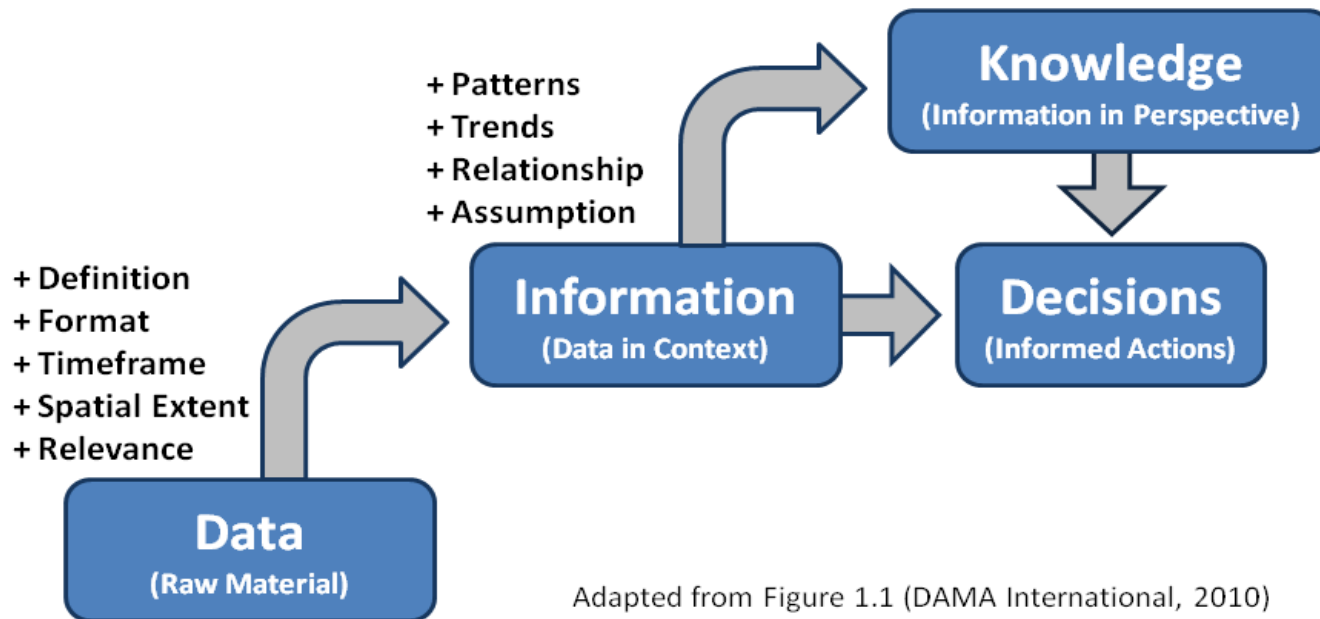 Knowledge
(Information in Perspective)
+ Patterns
+ Trends
+ Relationship
+ Assumption
Information
(Data in Context)
Decisions
(Informed Actions)
+ Definition
+ Format
+ Timeframe
+ Spatial Extent
+ Relevance
Data
(Raw Material)
Adapted from Figure 1.1 (DAMA International, 2010)